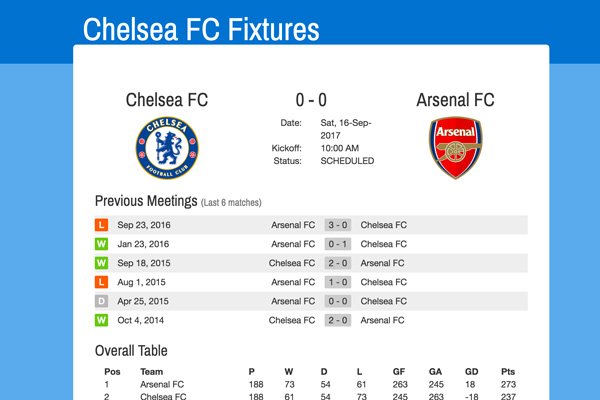 Chelsea FC Fixtures
Chelsea FC 0 - 0 Arsenal FC
CHELSEA
FOOTBALL CLUB
Arsenal
Date: Sat, 16-Sep-
2017
Kickoff: 10:00 AM
Status: SCHEDULED
Previous Meetings (Last 6 matches)
L Sep 23, 2016 Arsenal FC 3 - 0 Chelsea FC
W Jan 23, 2016 Arsenal FC 0 - 1 Chelsea FC
W Sep 18, 2015 Chelsea FC 2 - 0 Arsenal FC
L Aug 1, 2015 Arsenal FC 1 - 0 Chelsea FC
D Apr 25, 2015 Arsenal FC 0 - 0 Chelsea FC
W Oct 4, 2014 Chelsea FC 2 - 0 Arsenal FC
Overall Table
Pos Team P W D L GF GA GD Pts
1 Arsenal FC 188 73 54 61 263 245 18 273
2 Chelsea FC 188 61 54 73 245 263 -18 237